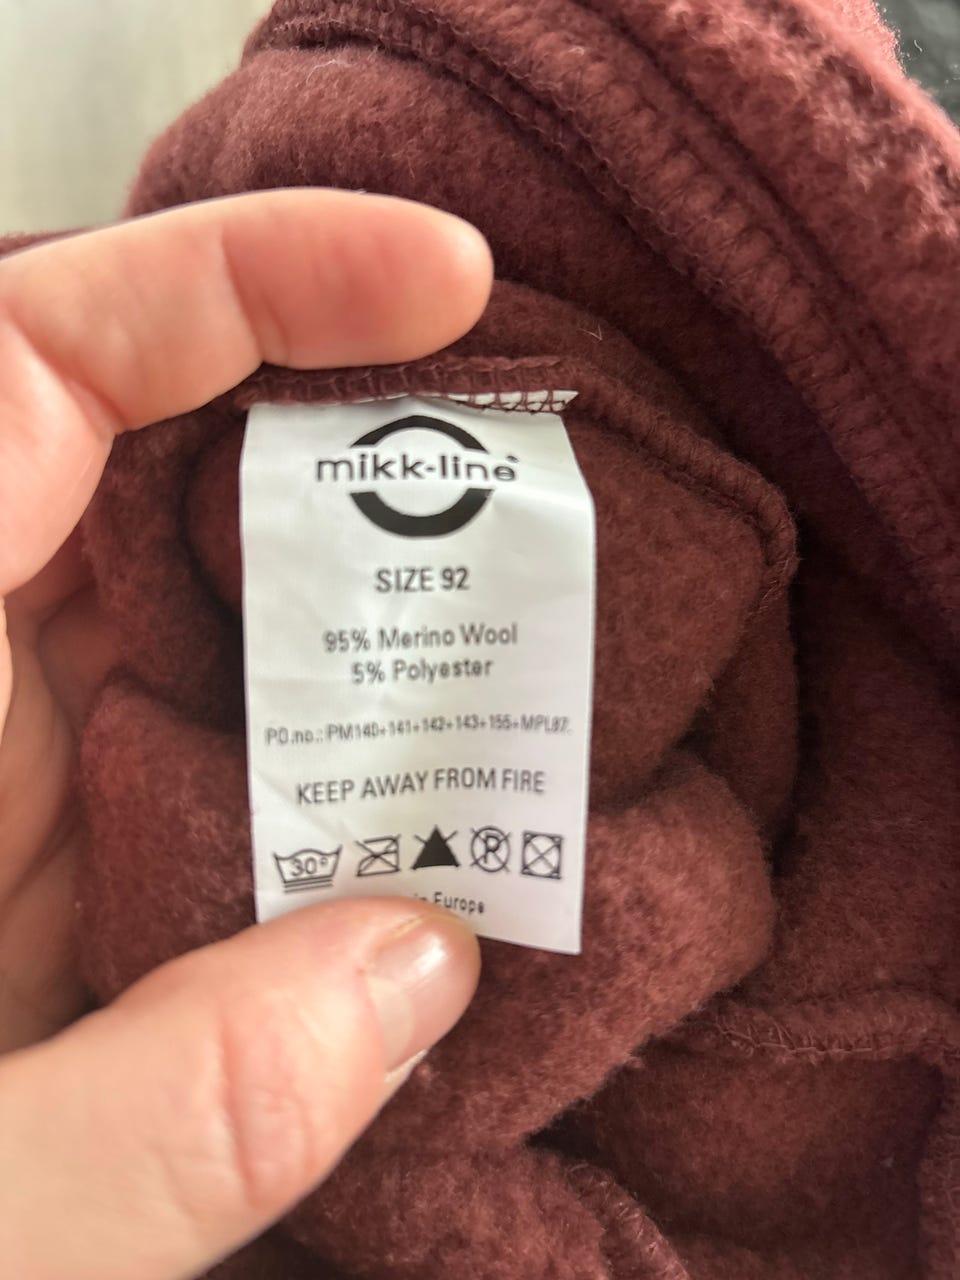 mikk-line
SIZE 92
95% Merino Wool
5% Polyester
PO.no.: PM140+141+142+143+155+MPL87.
KEEP AWAY FROM FIRE
30° P
in Europe